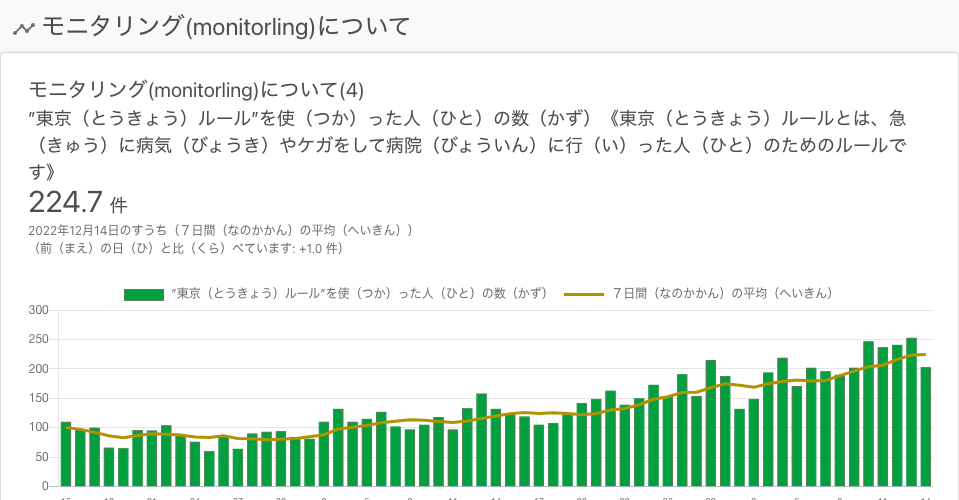 モニタリング(monitorling)について
モニタリング(monitorling)について(4)
”東京（とうきょう）ルール”を使（つか）った人（ひと）の数（かず）《東京（とうきょう）ルールとは、急
（きゅう）に病気（びょうき）やケガをして病院（びょういん）に行（い）った人（ひと）のためのルールで
す》
224.7 件
2022年12月14日のすうち（７日間（なのかかん）の平均（へいきん））
（前（まえ）の日（ひ）と比（くら）べています: +1.0 件）
”東京（とうきょう）ルール”を使（つか）った人（ひと）の数（かず） ７日間（なのかかん）の平均（へいきん）
300
250
200
150
100
50
0